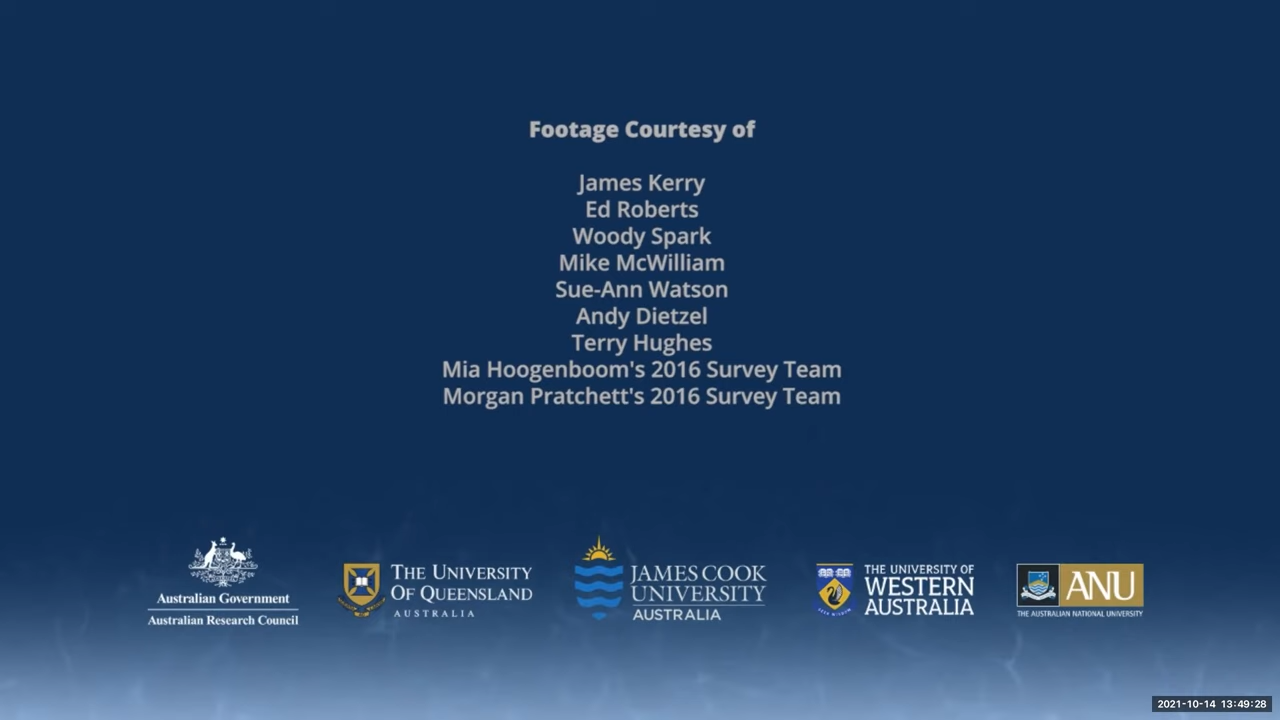 Footage Courtesy of
James Kerry
Ed Roberts
Woody Spark
Mike McWilliam
Sue-Ann Watson
Andy Dietzel
Terry Hughes
Mia Hoogenboom's 2016 Survey Team
Morgan Pratchett's 2016 Survey Team
Australian Government
Australian Research Council
THE UNIVERSITY
OF QUEENSLAND
AUSTRALIA
JAMES COOK
UNIVERSITY
AUSTRALIA
THE UNIVERSITY OF
WESTERN
AUSTRALIA
ANU
THE AUSTRALIAN NATIONAL UNIVERSITY
2021-10-14 13:49:28